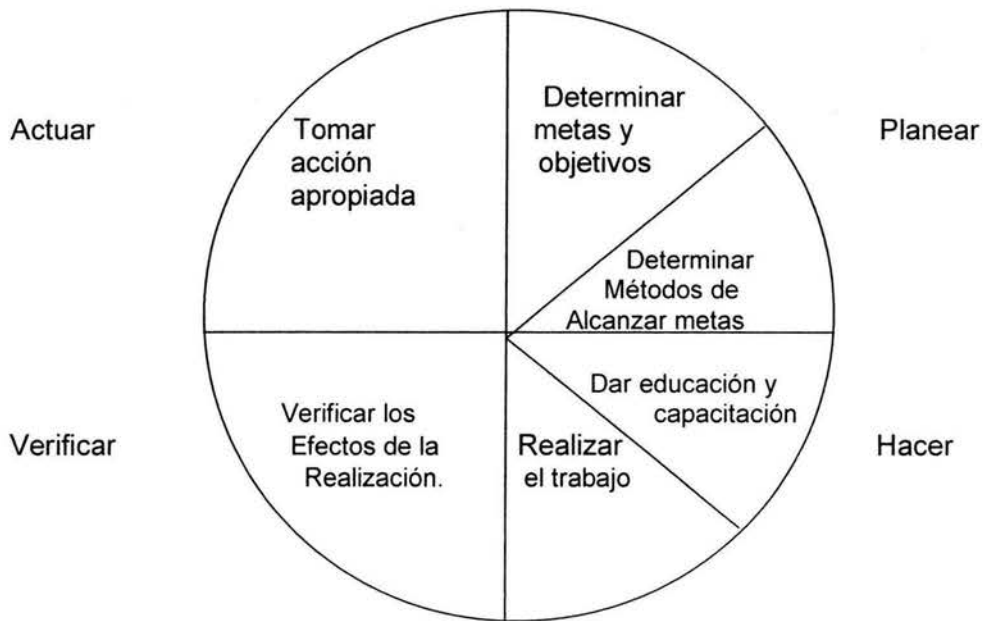 Actuar
Tomar
acción
apropiada
Determinar
metas y
objetivos
Planear
Determinar
Métodos de
Alcanzar metas
Dar educación y
capacitación
Verificar
Verificar los
Efectos de la
Realización.
Realizar
el trabajo
Hacer